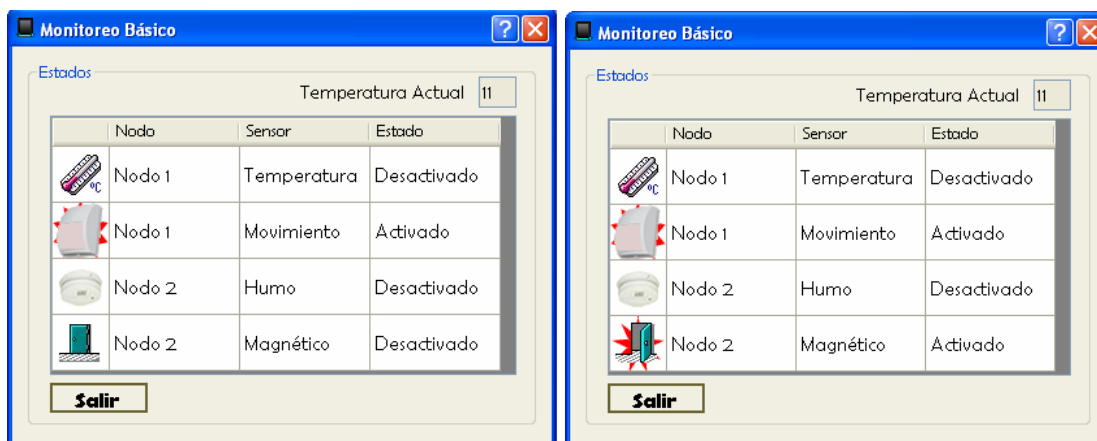 Monitoreo Básico
Estados
Temperatura Actual 11
Nodo Sensor Estado
°C Nodo 1 Temperatura Desactivado
Nodo 1 Movimiento Activado
Nodo 2 Humo Desactivado
Nodo 2 Magnético Desactivado
Salir
Monitoreo Básico
Estados
Temperatura Actual 11
Nodo Sensor Estado
°C Nodo 1 Temperatura Desactivado
Nodo 1 Movimiento Activado
Nodo 2 Humo Desactivado
Nodo 2 Magnético Activado
Salir